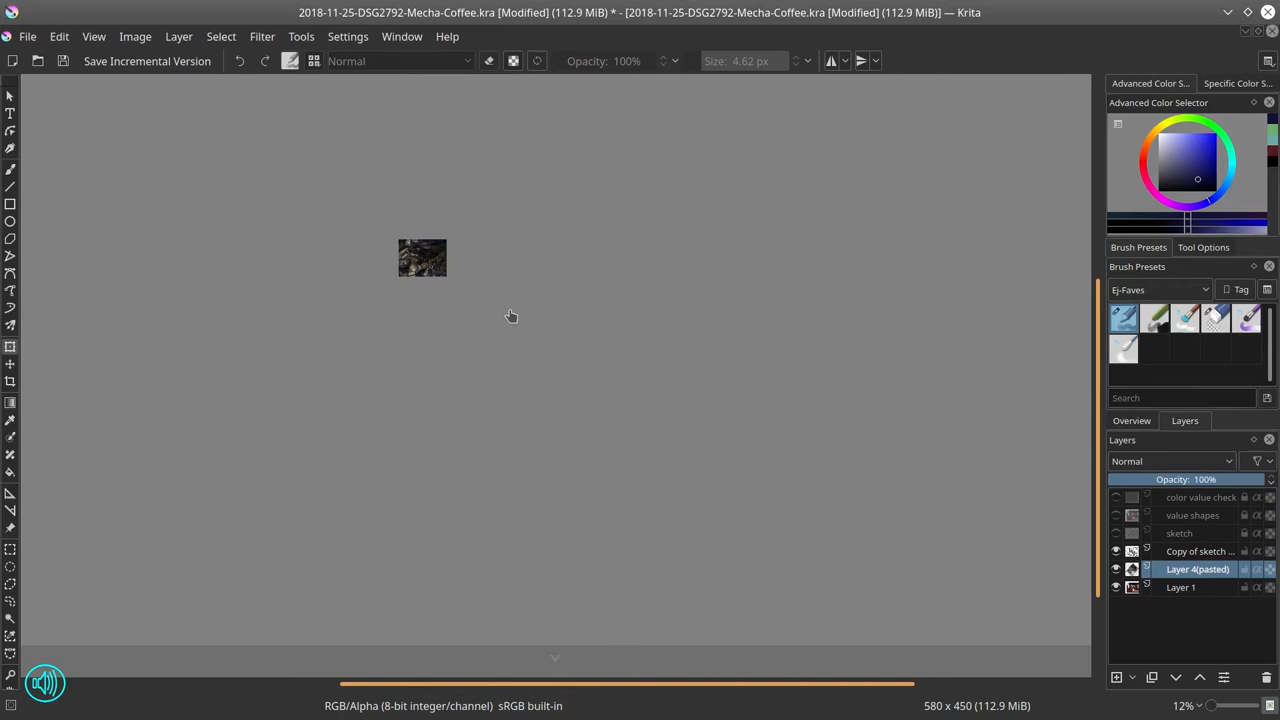 2018-11-25-DSG2792-Mecha-Coffee.kra [Modified] (112.9 MiB) * - [2018-11-25-DSG2792-Mecha-Coffee.kra [Modified] (112.9 MiB)] — Krita
File Edit View Image Layer Select Filter Tools Settings Window Help
Save Incremental Version Normal Opacity: 100% Size: 4.62 px
Advanced Color S... Specific Color S...
Advanced Color Selector
Brush Presets Tool Options
Brush Presets
Ej-Faves Tag
Search
Overview Layers
Layers
Normal
Opacity: 100%
color value check
value shapes
sketch
Copy of sketch ...
Layer 4(pasted)
Layer 1
RGB/Alpha (8-bit integer/channel) sRGB built-in 580 x 450 (112.9 MiB) 12%